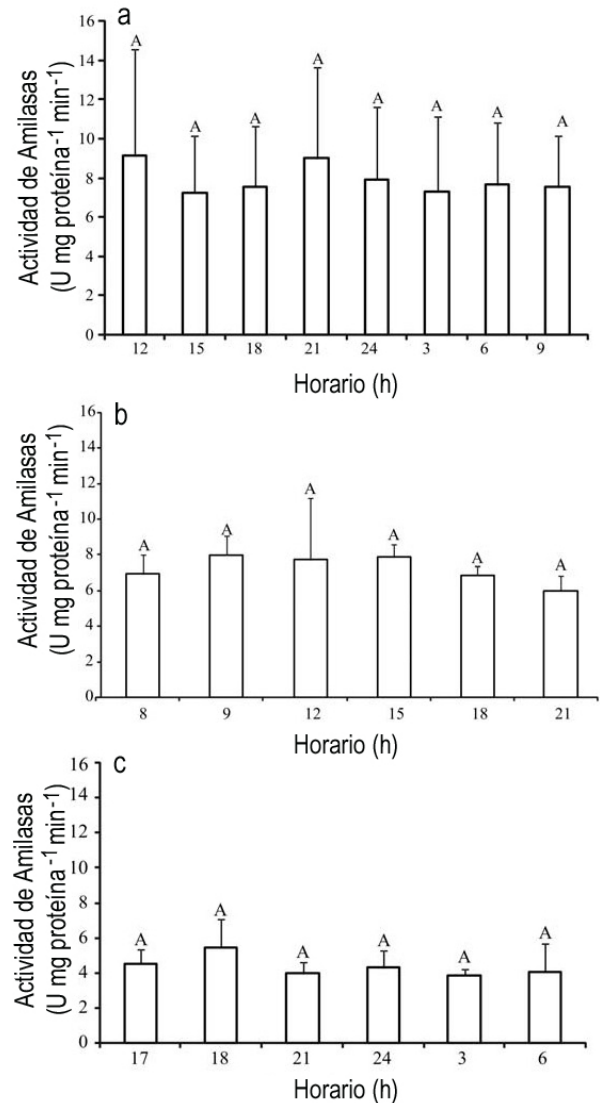 a
Actividad de Amilasas
(U mg proteína⁻¹ min⁻¹)
16
14
12
10
8
6
4
2
0
A A A A A A A A
12 15 18 21 24 3 6 9
Horario (h)
b
Actividad de Amilasas
(U mg proteína⁻¹ min⁻¹)
16
14
12
10
8
6
4
2
0
A A A A A A
8 9 12 15 18 21
Horario (h)
c
Actividad de Amilasas
(U mg proteína⁻¹ min⁻¹)
16
14
12
10
8
6
4
2
0
A A A A A A
17 18 21 24 3 6
Horario (h)